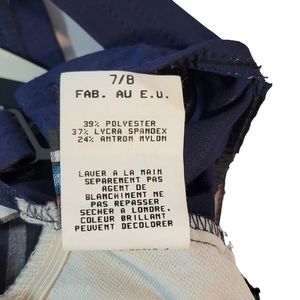 7/8
FAB. AU E.U.
39% POLYESTER
37% LYCRA SPANDEX
24% ANTRON NYLON
LAVER A LA MAIN
SEPAREMENT PAS
AGENT DE
BLANCHIMENT NE
PAS REPASSER
SECHER A LONDRE.
COULEUR BRILLANT
PEUVENT DECOLORER